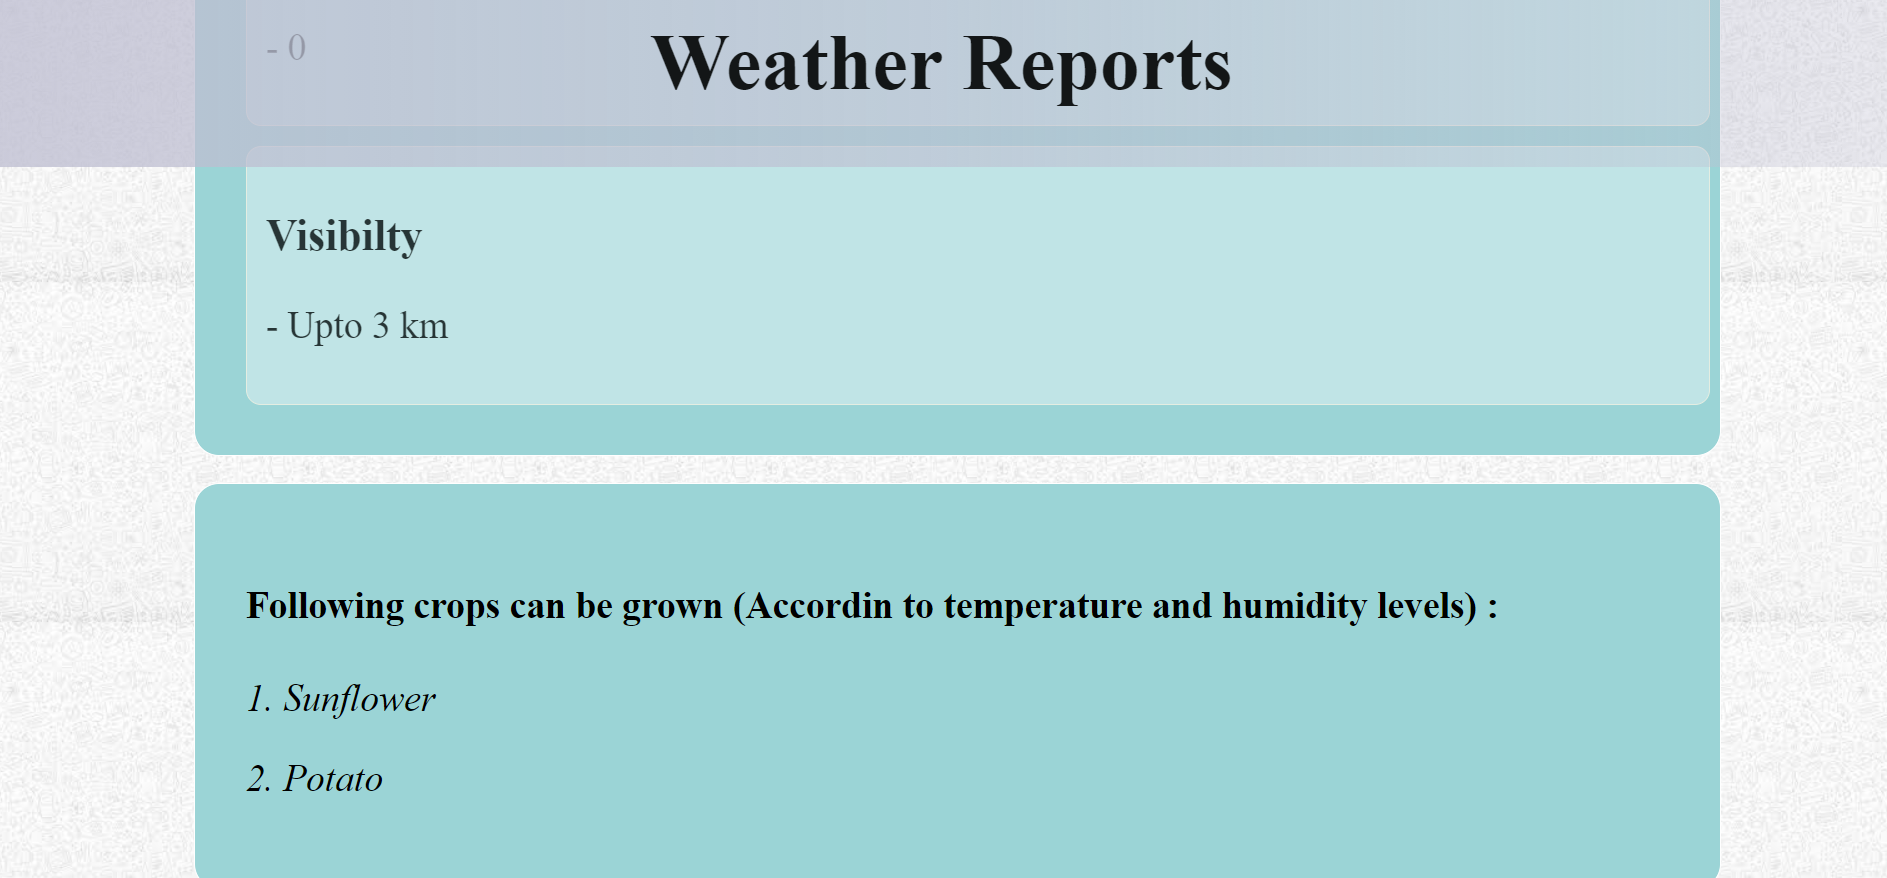 - 0
Weather Reports
Visibilty
- Upto 3 km
Following crops can be grown (Accordin to temperature and humidity levels) :
1. Sunflower
2. Potato